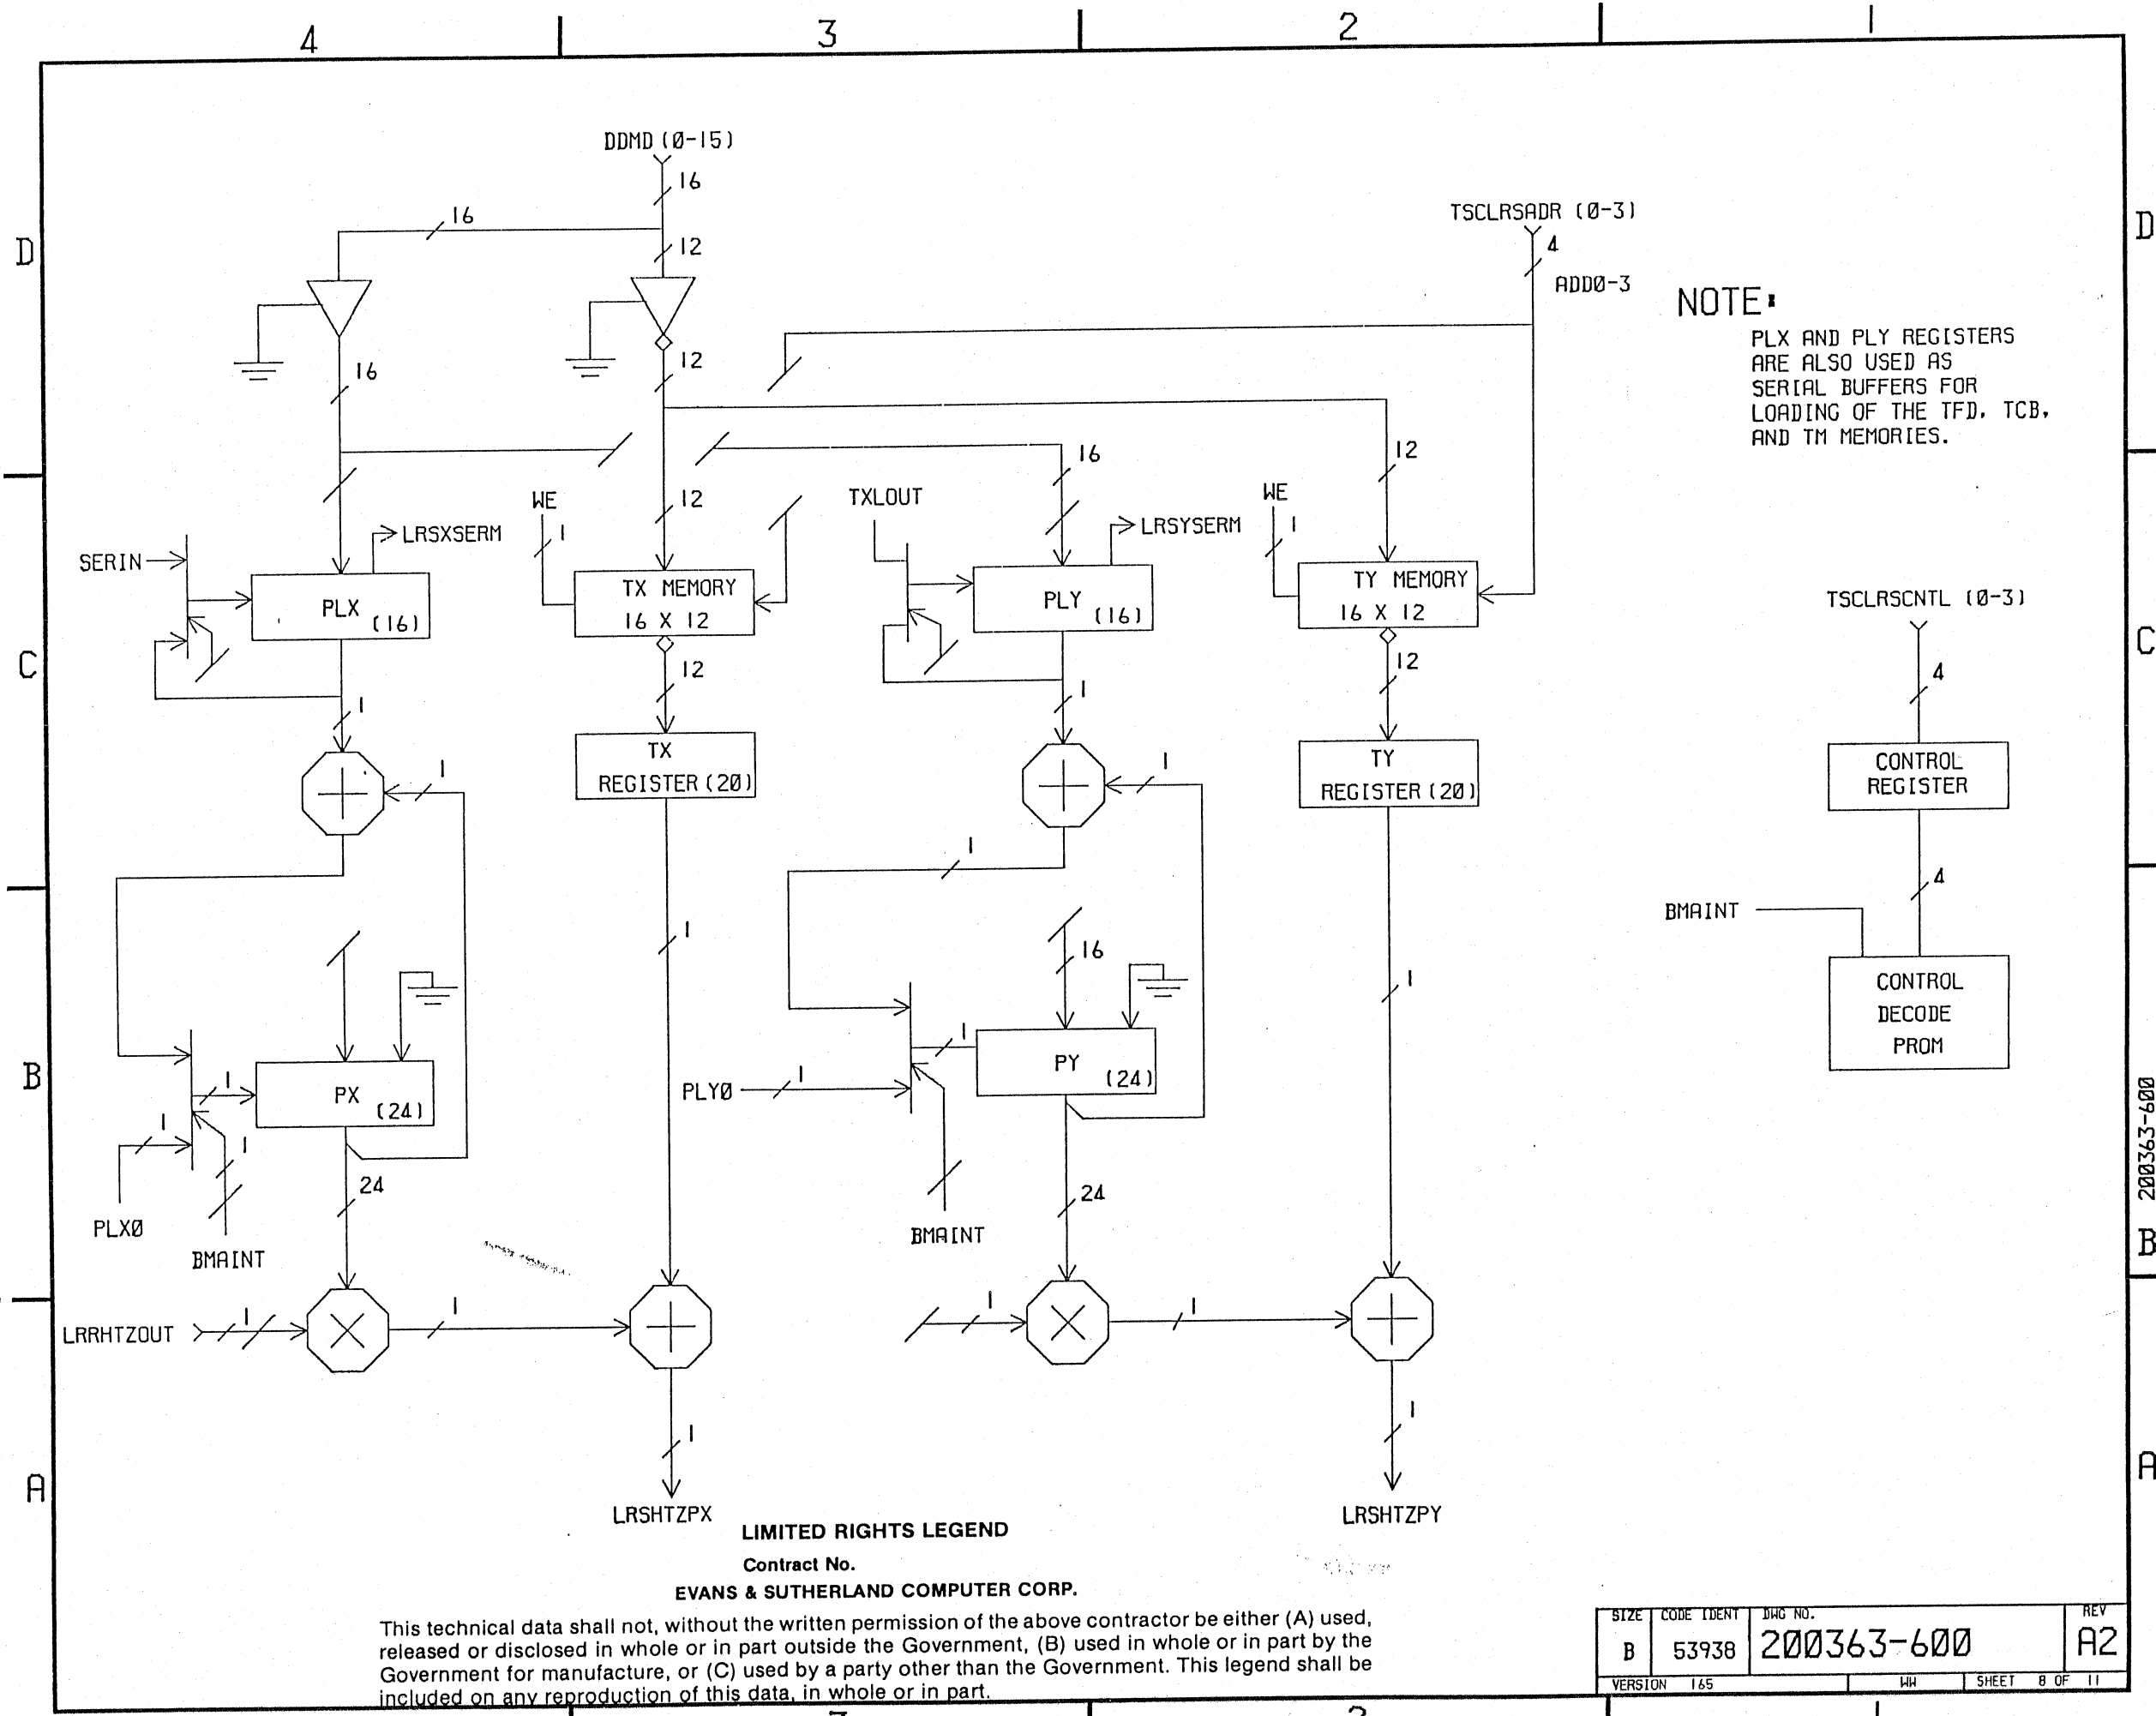 4 3 2 1
DDMD (0-15)
16
16
12
TSCLRSADR (0-3)
4
ADD0-3
D
D
NOTE:
PLX AND PLY REGISTERS
ARE ALSO USED AS
SERIAL BUFFERS FOR
LOADING OF THE TFD, TCB,
AND TM MEMORIES.
16
12
16
12
12
WE
1
TXLOUT
WE
1
SERIN
LRSXSERM
LRSYSERM
PLX
(16)
TX MEMORY
16 X 12
PLY
(16)
TY MEMORY
16 X 12
TSCLRSCNTL (0-3)
C
C
12
12
4
1
1
TX
REGISTER (20)
TY
REGISTER (20)
CONTROL
REGISTER
1
1
1
4
BMAINT
1
16
1
CONTROL
DECODE
PROM
B
1
PX
(24)
1
PY
(24)
PLY0
1
1
1
24
24
PLX0
BMAINT
BMAINT
200363-600
B
LRRHTZOUT
1
1
1
1
1
1
A
A
LRSHTZPX
LRSHTZPY
LIMITED RIGHTS LEGEND
Contract No.
EVANS & SUTHERLAND COMPUTER CORP.
This technical data shall not, without the written permission of the above contractor be either (A) used,
released or disclosed in whole or in part outside the Government, (B) used in whole or in part by the
Government for manufacture, or (C) used by a party other than the Government. This legend shall be
included on any reproduction of this data, in whole or in part.
SIZE CODE IDENT DWG NO. REV
B 53938 200363-600 A2
VERSION 165 WW SHEET 8 OF 11